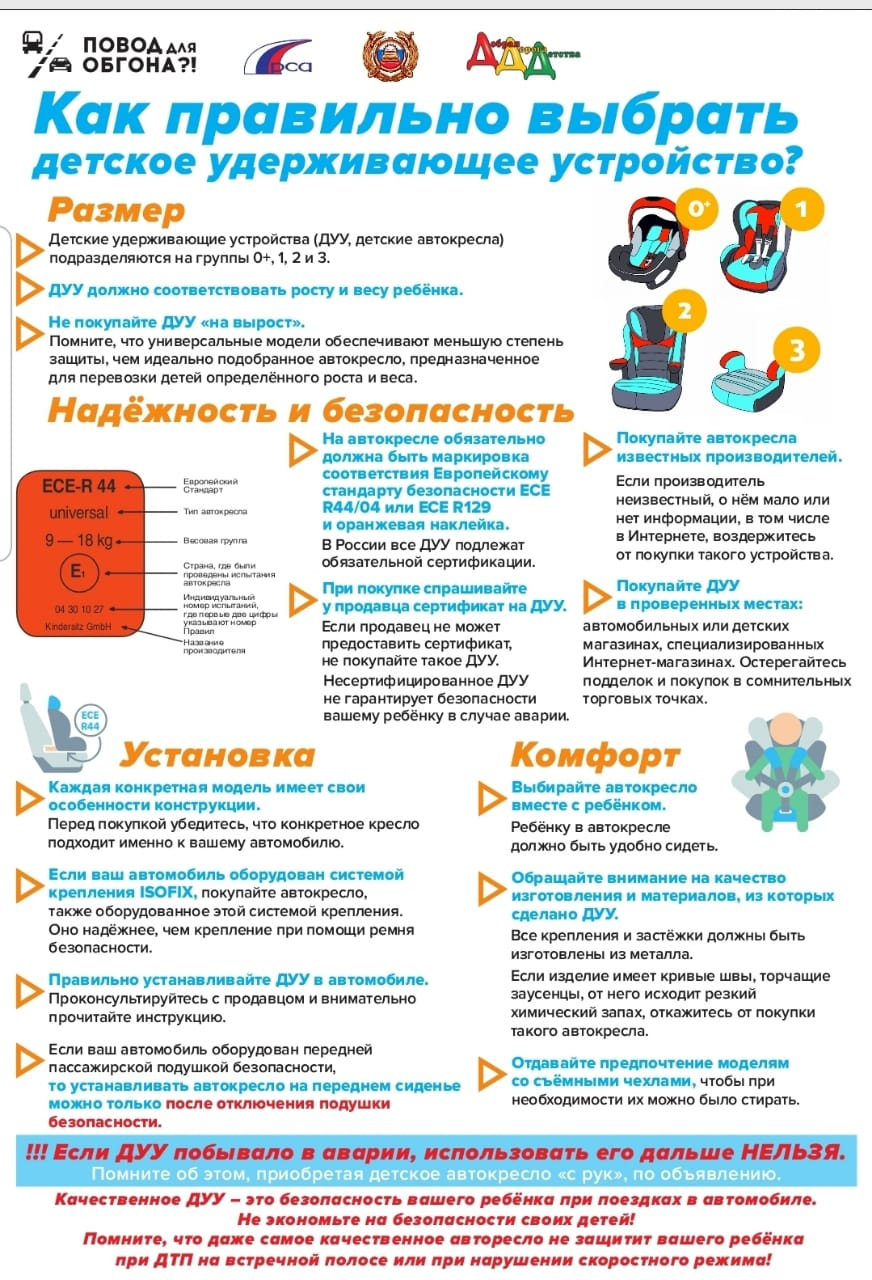 ПОВОД ДЛЯ
ОБГОНА?!
рса
Добрая
Дорога
Детства
Как правильно выбрать
детское удерживающее устройство?
Размер
Детские удерживающие устройства (ДУУ, детские автокресла)
подразделяются на группы 0+, 1, 2 и 3.
ДУУ должно соответствовать росту и весу ребёнка.
Не покупайте ДУУ «на вырост».
Помните, что универсальные модели обеспечивают меньшую степень
защиты, чем идеально подобранное автокресло, предназначенное
для перевозки детей определённого роста и веса.
0+
1
2
3
Надёжность и безопасность
ECE-R 44
universal
9 — 18 kg
E1
04 30 10 27
Kindersitz GmbH
Европейский
Стандарт
Тип автокресла
Весовая группа
Страна, где были
проведены испытания
автокресла
Индивидуальный
номер испытаний,
где первые две цифры
указывают номер
Правил
Название
производителя
На автокресле обязательно
должна быть маркировка
соответствия Европейскому
стандарту безопасности ECE
R44/04 или ECE R129
и оранжевая наклейка.
В России все ДУУ подлежат
обязательной сертификации.
При покупке спрашивайте
у продавца сертификат на ДУУ.
Если продавец не может
предоставить сертификат,
не покупайте такое ДУУ.
Несертифицированное ДУУ
не гарантирует безопасности
вашему ребёнку в случае аварии.
Покупайте автокресла
известных производителей.
Если производитель
неизвестный, о нём мало или
нет информации, в том числе
в Интернете, воздержитесь
от покупки такого устройства.
Покупайте ДУУ
в проверенных местах:
автомобильных или детских
магазинах, специализированных
Интернет-магазинах. Остерегайтесь
подделок и покупок в сомнительных
торговых точках.
ECE
R44
Установка
Каждая конкретная модель имеет свои
особенности конструкции.
Перед покупкой убедитесь, что конкретное кресло
подходит именно к вашему автомобилю.
Если ваш автомобиль оборудован системой
крепления ISOFIX, покупайте автокресло,
также оборудованное этой системой крепления.
Оно надёжнее, чем крепление при помощи ремня
безопасности.
Правильно устанавливайте ДУУ в автомобиле.
Проконсультируйтесь с продавцом и внимательно
прочитайте инструкцию.
Если ваш автомобиль оборудован передней
пассажирской подушкой безопасности,
то устанавливать автокресло на переднем сиденье
можно только после отключения подушки
безопасности.
Комфорт
Выбирайте автокресло
вместе с ребёнком.
Ребёнку в автокресле
должно быть удобно сидеть.
Обращайте внимание на качество
изготовления и материалов, из которых
сделано ДУУ.
Все крепления и застёжки должны быть
изготовлены из металла.
Если изделие имеет кривые швы, торчащие
заусенцы, от него исходит резкий
химический запах, откажитесь от покупки
такого автокресла.
Отдавайте предпочтение моделям
со съёмными чехлами, чтобы при
необходимости их можно было стирать.
!!! Если ДУУ побывало в аварии, использовать его дальше НЕЛЬЗЯ.
Помните об этом, приобретая детское автокресло «с рук», по объявлению.
Качественное ДУУ – это безопасность вашего ребёнка при поездках в автомобиле.
Не экономьте на безопасности своих детей!
Помните, что даже самое качественное авторесло не защитит вашего ребёнка
при ДТП на встречной полосе или при нарушении скоростного режима!